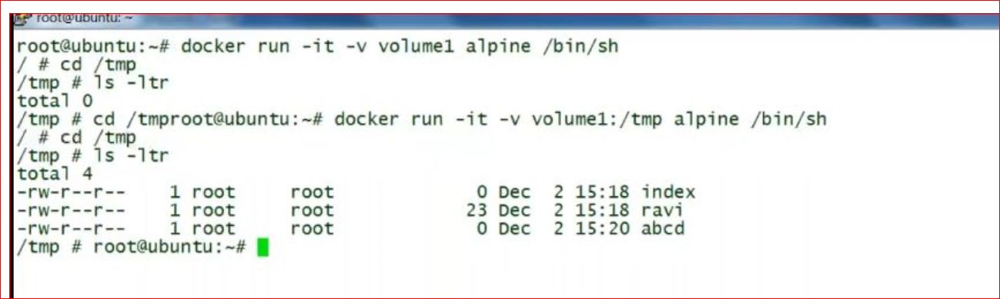 root@ubuntu: ~
root@ubuntu:~# docker run -it -v volume1 alpine /bin/sh
/ # cd /tmp
/tmp # ls -ltr
total 0
/tmp # cd /tmproot@ubuntu:~# docker run -it -v volume1:/tmp alpine /bin/sh
/ # cd /tmp
/tmp # ls -ltr
total 4
-rw-r--r-- 1 root root 0 Dec 2 15:18 index
-rw-r--r-- 1 root root 23 Dec 2 15:18 ravi
-rw-r--r-- 1 root root 0 Dec 2 15:20 abcd
/tmp # root@ubuntu:~#